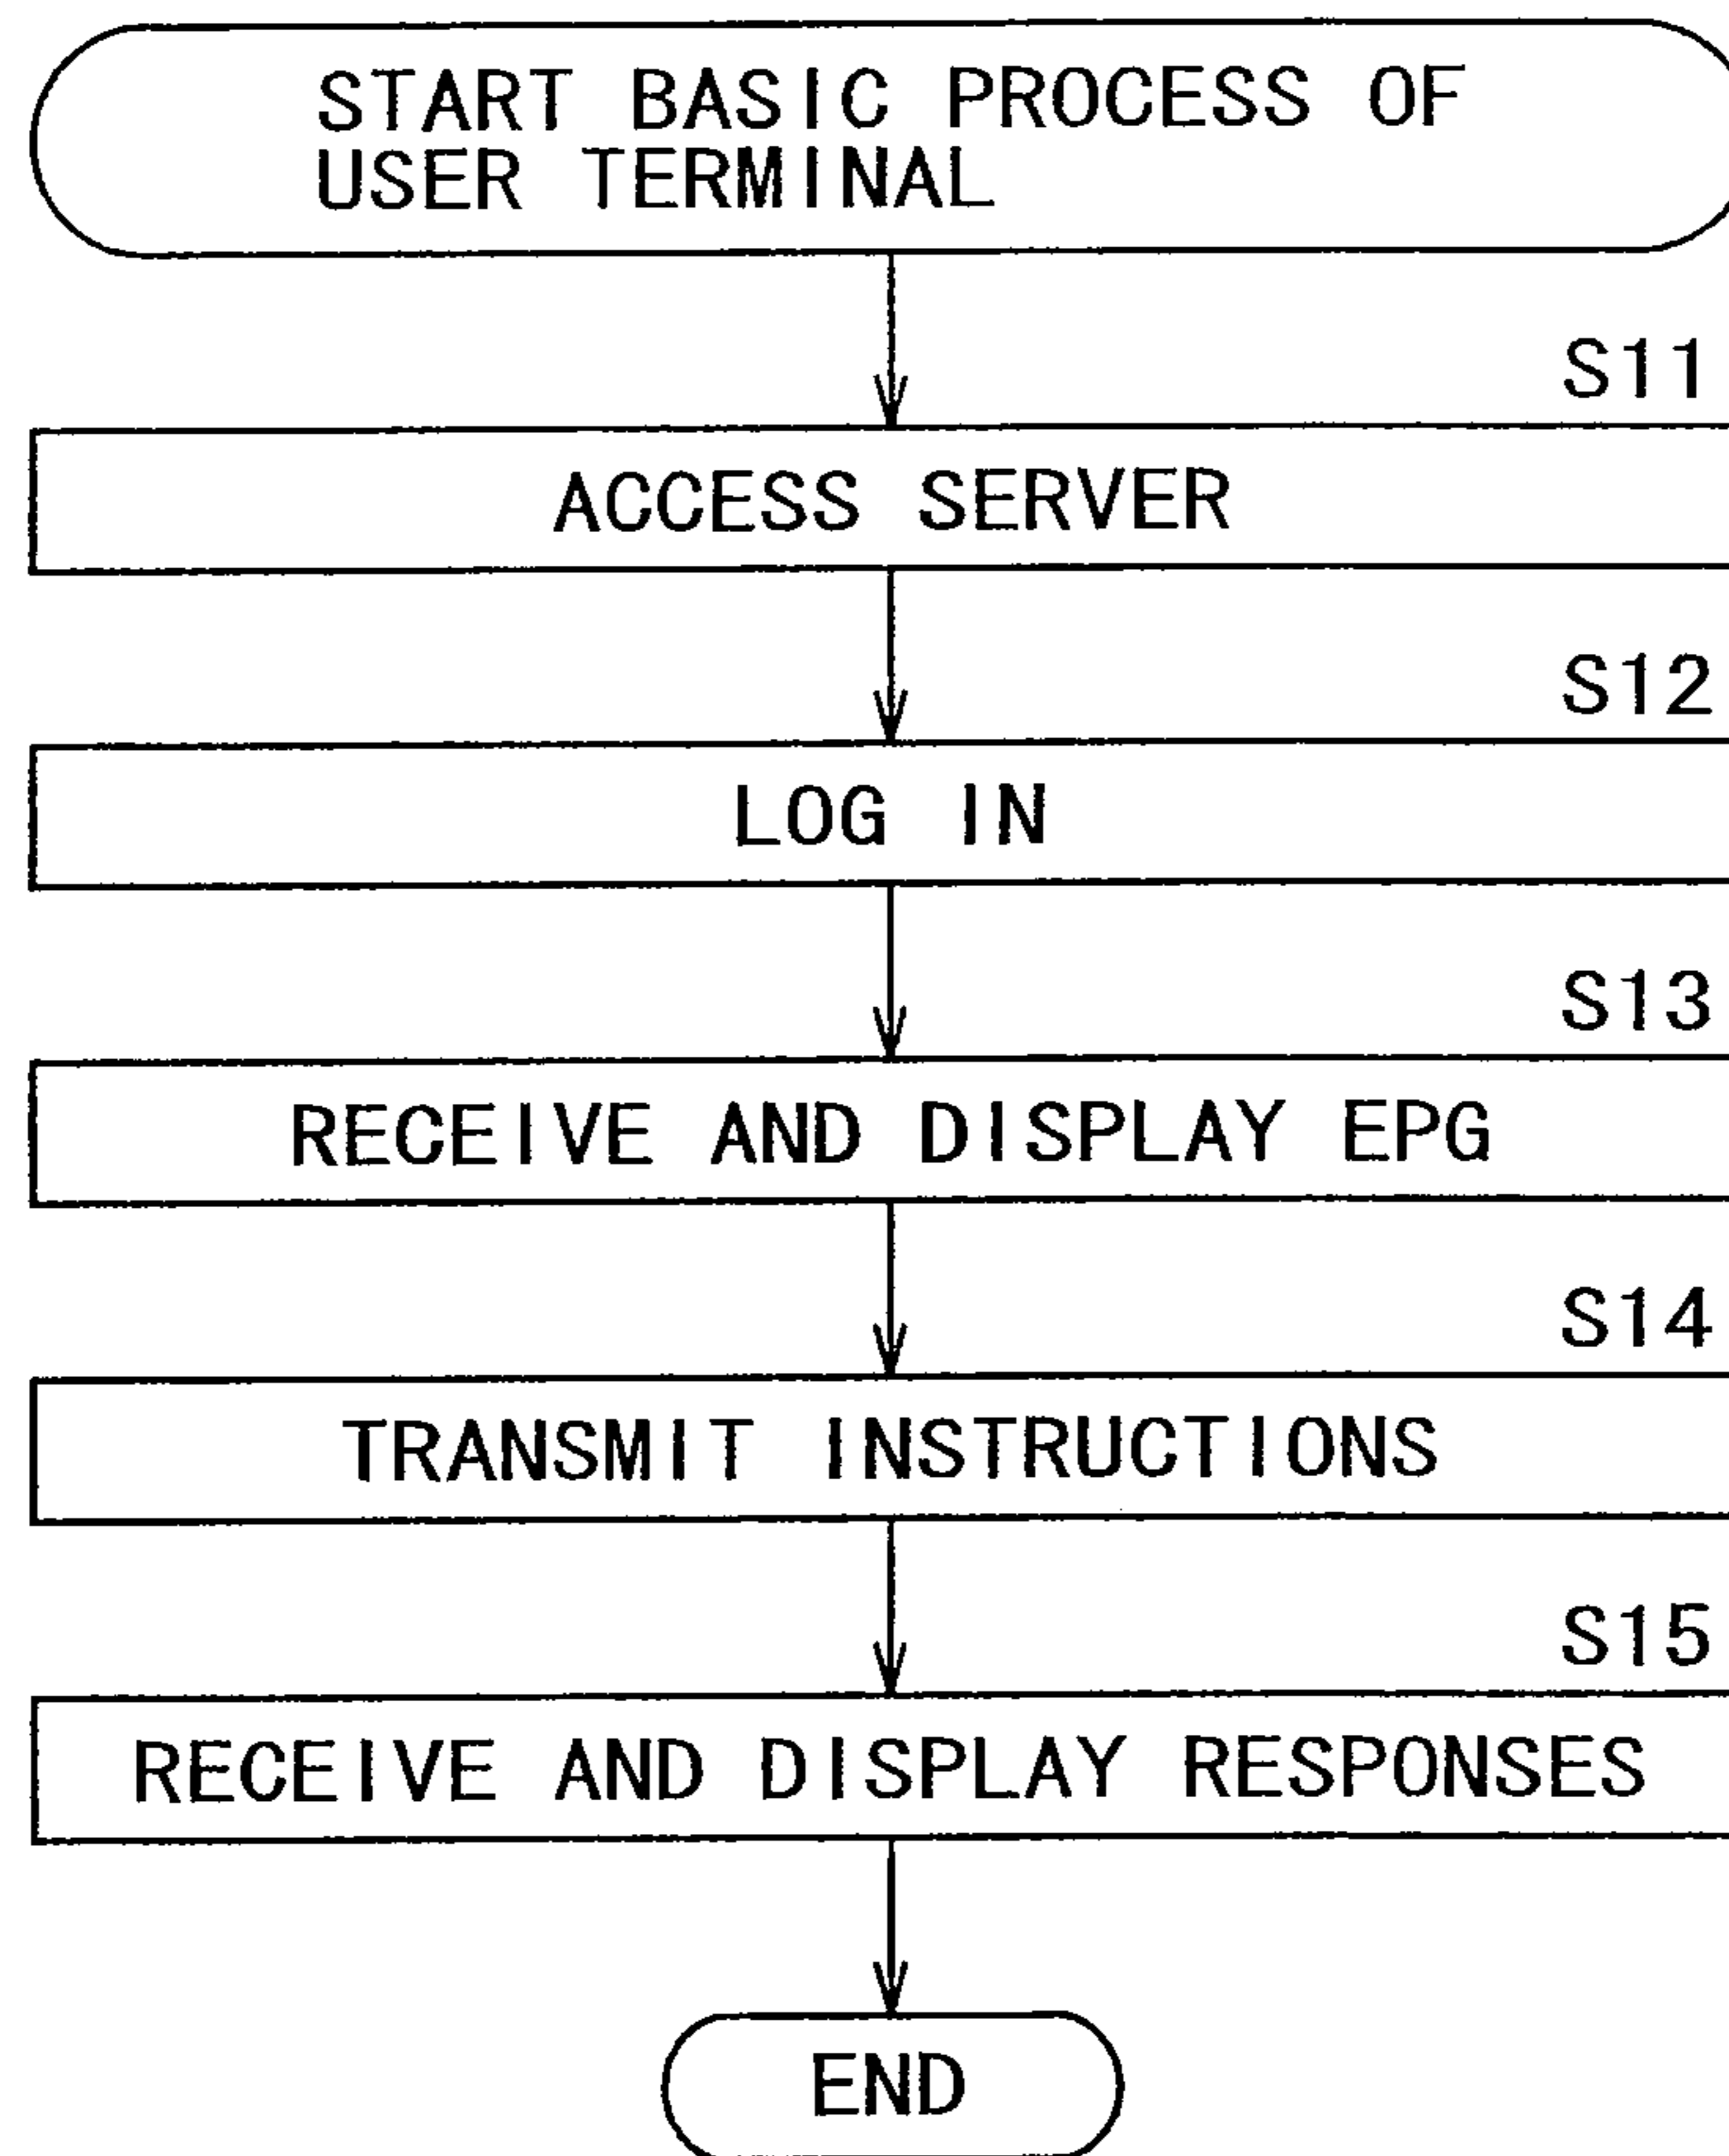 START BASIC PROCESS OF
USER TERMINAL
S11
ACCESS SERVER
S12
LOG IN
S13
RECEIVE AND DISPLAY EPG
S14
TRANSMIT INSTRUCTIONS
S15
RECEIVE AND DISPLAY RESPONSES
END